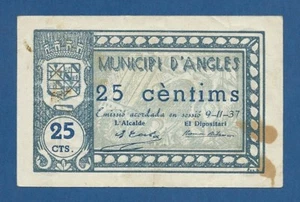 MUNICIPI D'ANGLES
25 cèntims
Emissió acordada en sessió 9-11-37
L'Alcalde El Dipositari
25
CTS.